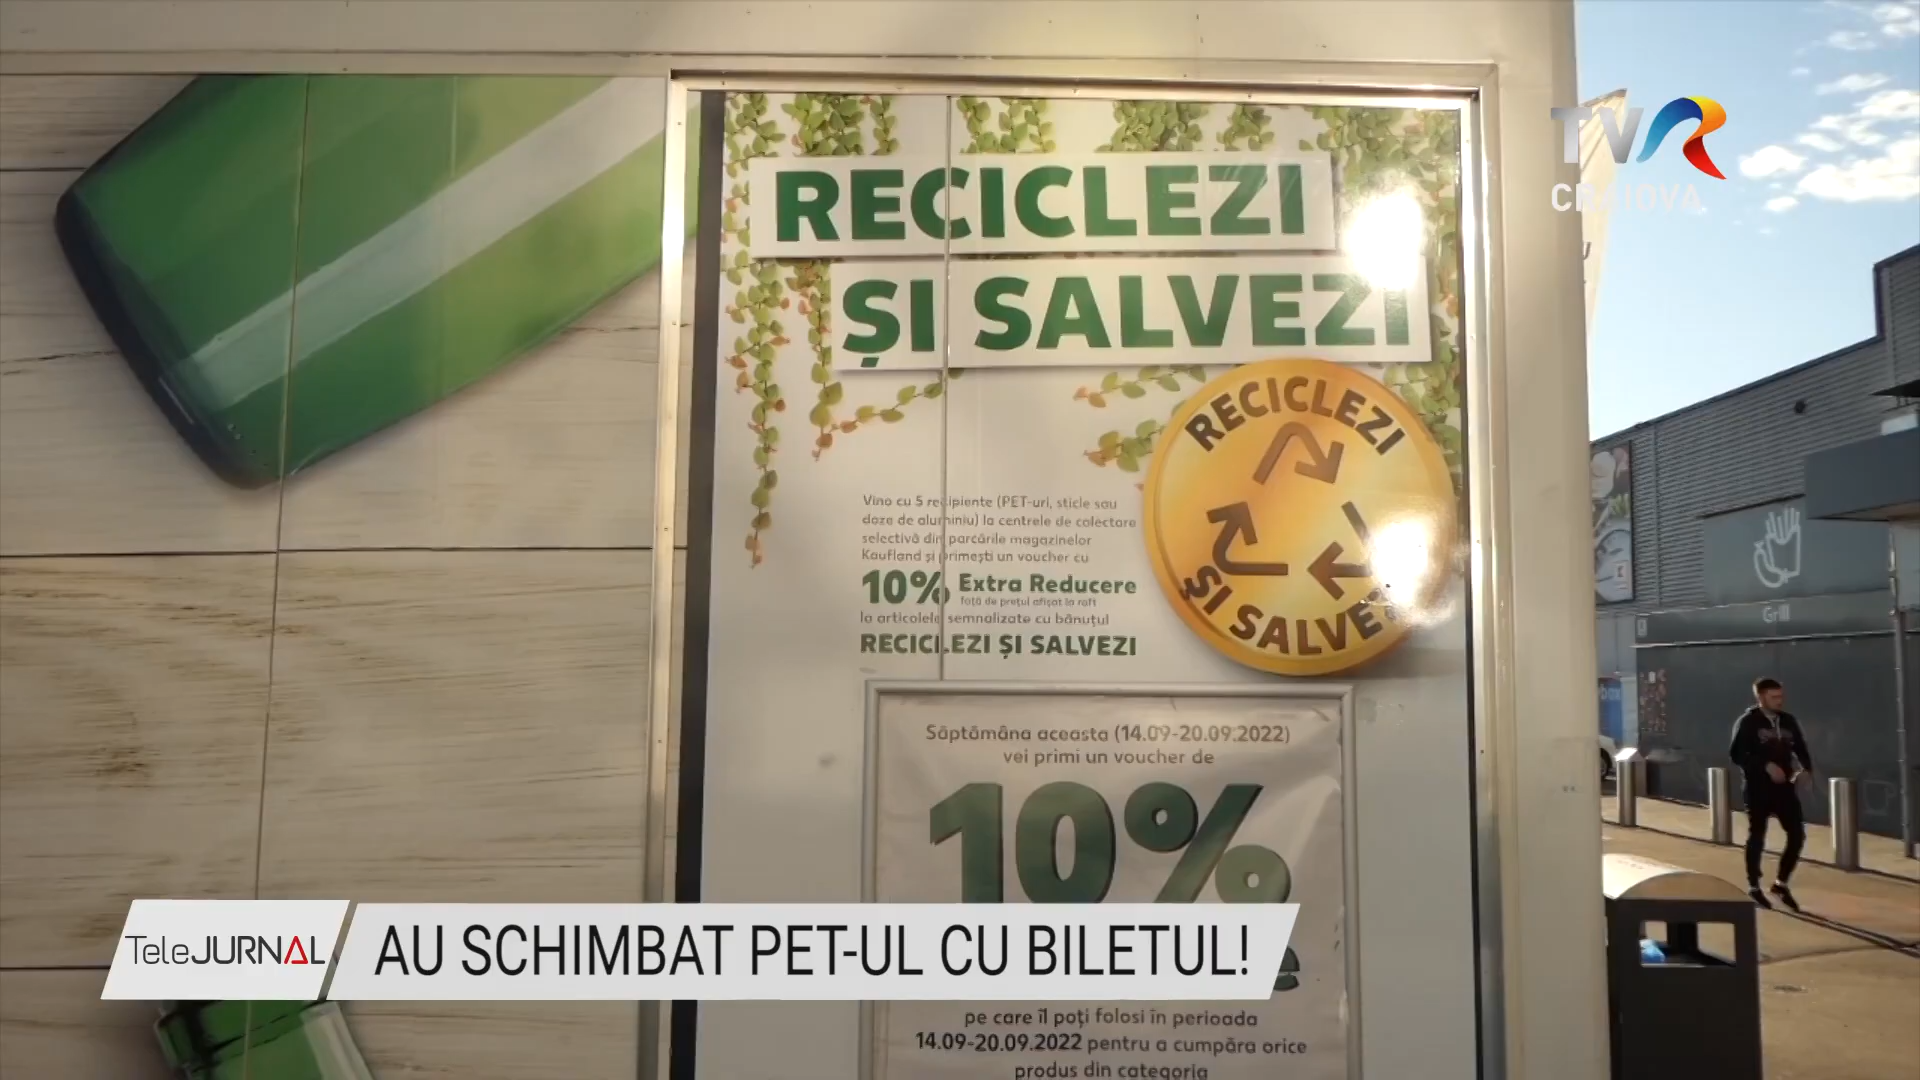 RECICLEZI
ȘI SALVEZI
TVR
CRAIOVA
RECICLEZI
ȘI SALVEZI
Vino cu 5 recipiente (PET-uri, sticle sau
doze de aluminiu) la centrele de colectare
selectivă din parcările magazinelor
Kaufland și primești un voucher cu
10% Extra Reducere
față de prețul afișat la raft
la articolele semnalizate cu bănuțul
RECICLEZI ȘI SALVEZI
Grill
Săptămâna aceasta (14.09-20.09.2022)
vei primi un voucher de
10%
TeleJURNAL
AU SCHIMBAT PET-UL CU BILETUL!
pe care îl poți folosi în perioada
14.09-20.09.2022 pentru a cumpăra orice
produs din categoria